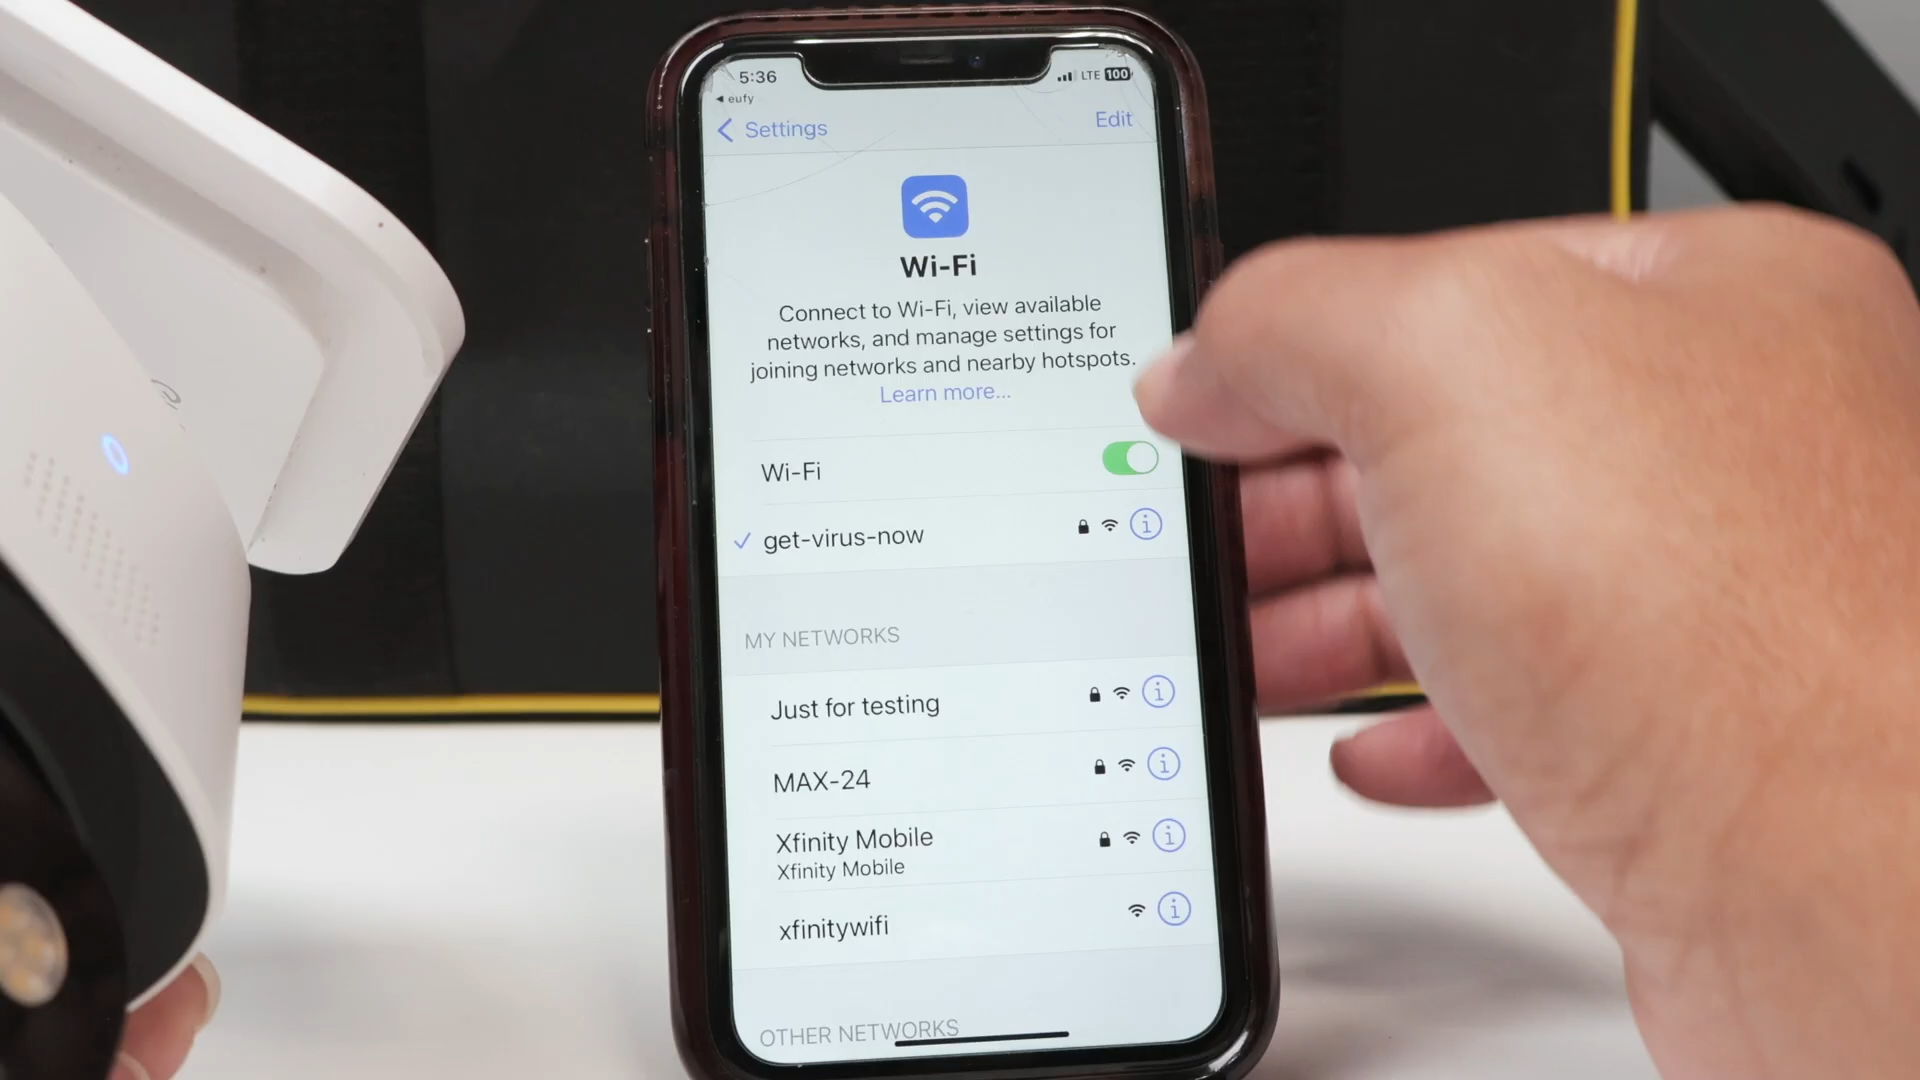 5:36
LTE 100
◀ eufy
Settings
Edit
Wi-Fi
Connect to Wi-Fi, view available
networks, and manage settings for
joining networks and nearby hotspots.
Learn more...
Wi-Fi
get-virus-now
MY NETWORKS
Just for testing
MAX-24
Xfinity Mobile
Xfinity Mobile
xfinitywifi
OTHER NETWORKS